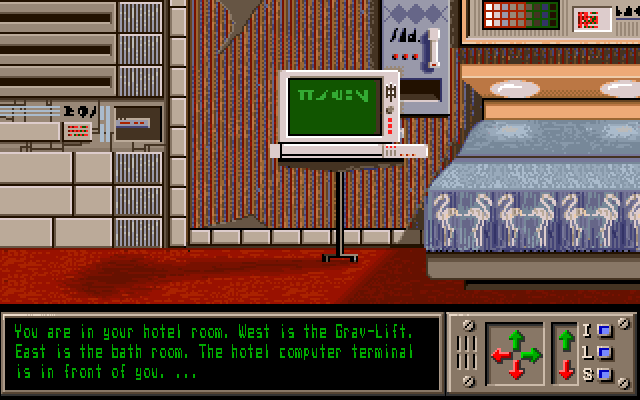 You are in your hotel room. West is the Grav-Lift.
East is the bath room. The hotel computer terminal
is in front of you. ...
I
L
S